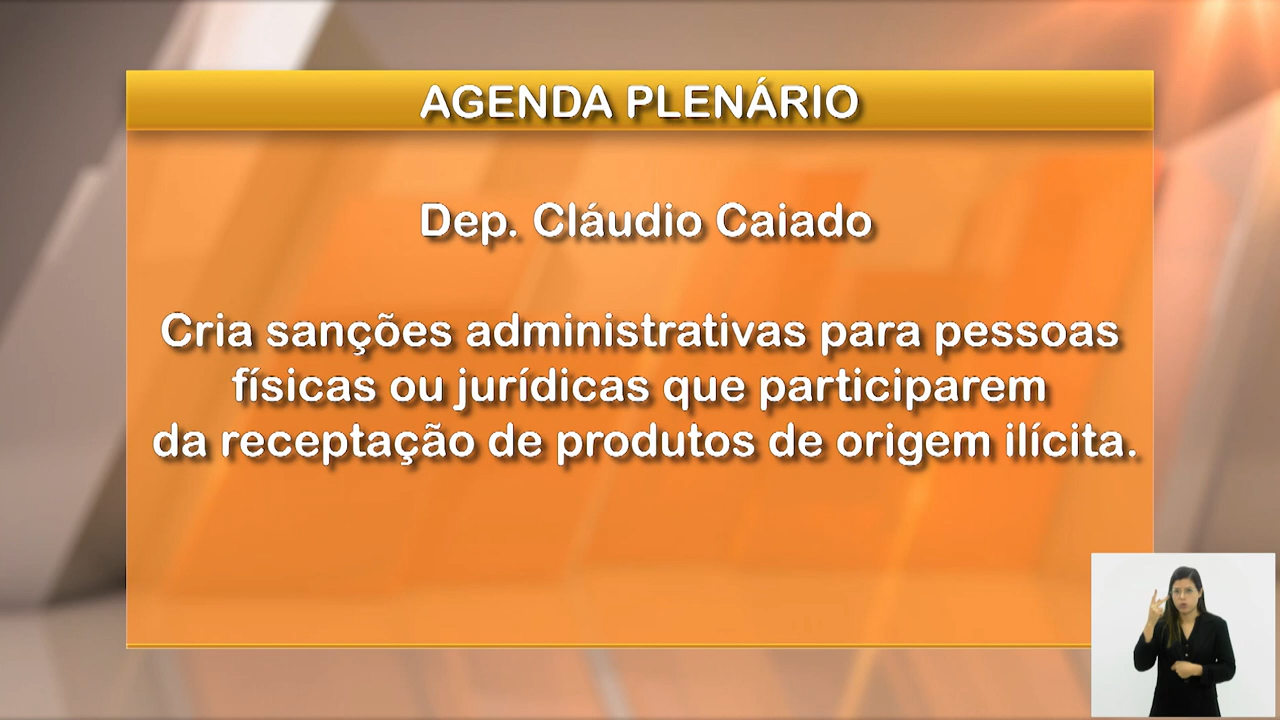 AGENDA PLENÁRIO
Dep. Cláudio Caiado
Cria sanções administrativas para pessoas
físicas ou jurídicas que participarem
da receptação de produtos de origem ilícita.